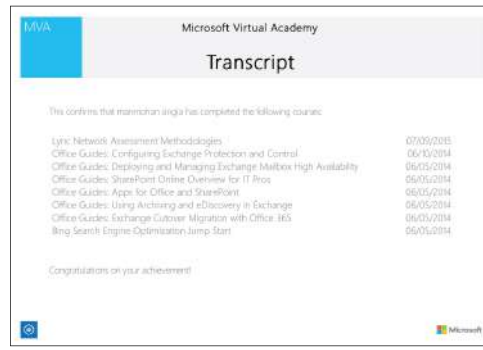 MVA
Microsoft Virtual Academy
Transcript
This confirms that manmohan singla has completed the following courses:
Lync Network Assessment Methodologies 07/09/2015
Office Guides: Configuring Exchange Protection and Control 06/10/2014
Office Guides: Deploying and Managing Exchange Mailbox High Availability 06/05/2014
Office Guides: SharePoint Online Overview for IT Pros 06/05/2014
Office Guides: Apps for Office and SharePoint 06/05/2014
Office Guides: Using Archiving and eDiscovery in Exchange 06/05/2014
Office Guides: Exchange Cutover Migration with Office 365 06/05/2014
Bing Search Engine Optimization Jump Start 06/05/2014
Congratulations on your achievement!
Microsoft